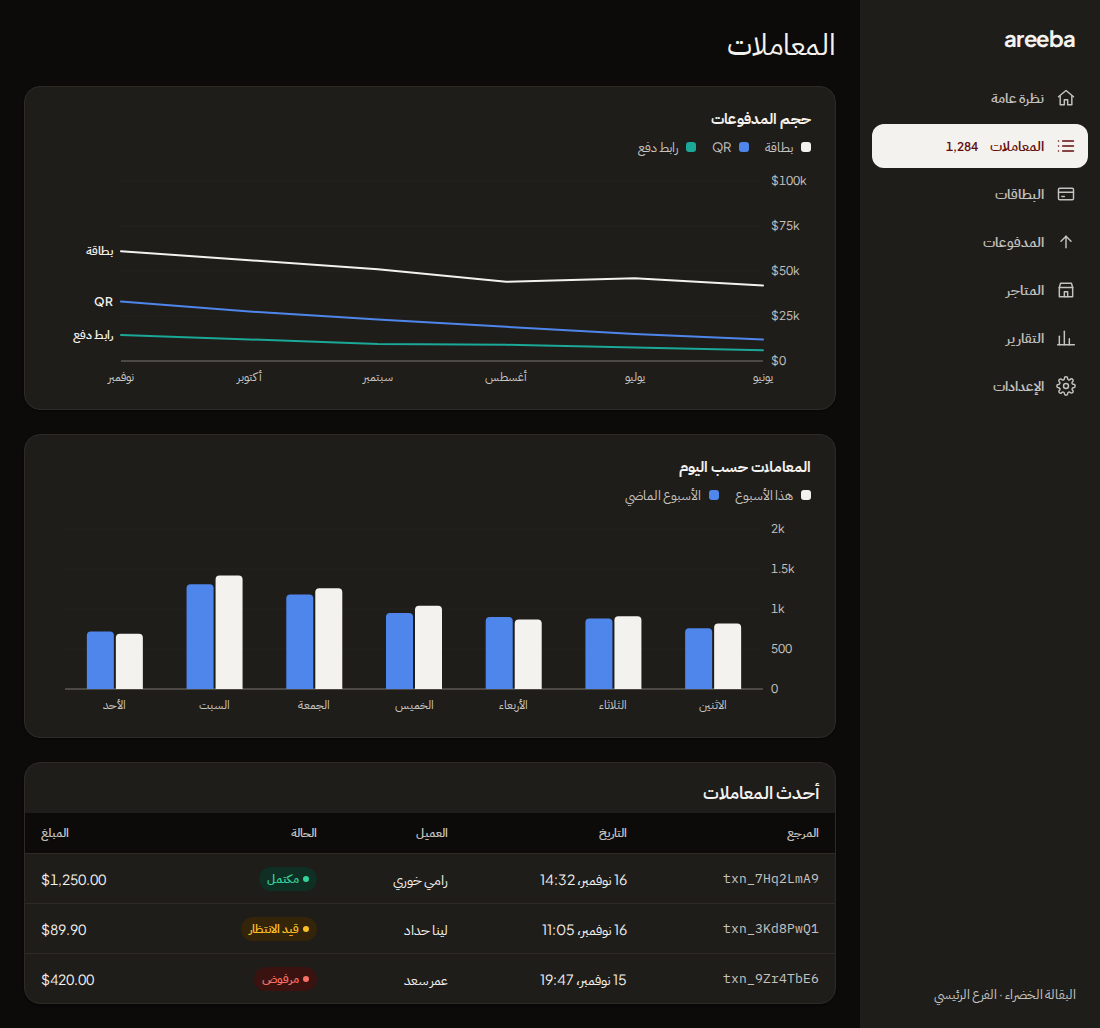 areeba
نظرة عامة
المعاملات 1,284
البطاقات
المدفوعات
المتاجر
التقارير
الإعدادات
البقالة الخضراء · الفرع الرئيسي
المعاملات
حجم المدفوعات
بطاقة QR رابط دفع
$100k
$75k
$50k
$25k
$0
بطاقة
QR
رابط دفع
يونيو يوليو أغسطس سبتمبر أكتوبر نوفمبر
المعاملات حسب اليوم
هذا الأسبوع الأسبوع الماضي
2k
1.5k
1k
500
0
الاثنين الثلاثاء الأربعاء الخميس الجمعة السبت الأحد
أحدث المعاملات
المرجع التاريخ العميل الحالة المبلغ
txn_7Hq2LmA9 16 نوفمبر، 14:32 رامي خوري مكتمل $1,250.00
txn_3Kd8PwQ1 16 نوفمبر، 11:05 لينا حداد قيد الانتظار $89.90
txn_9Zr4TbE6 15 نوفمبر، 19:47 عمر سعد مرفوض $420.00